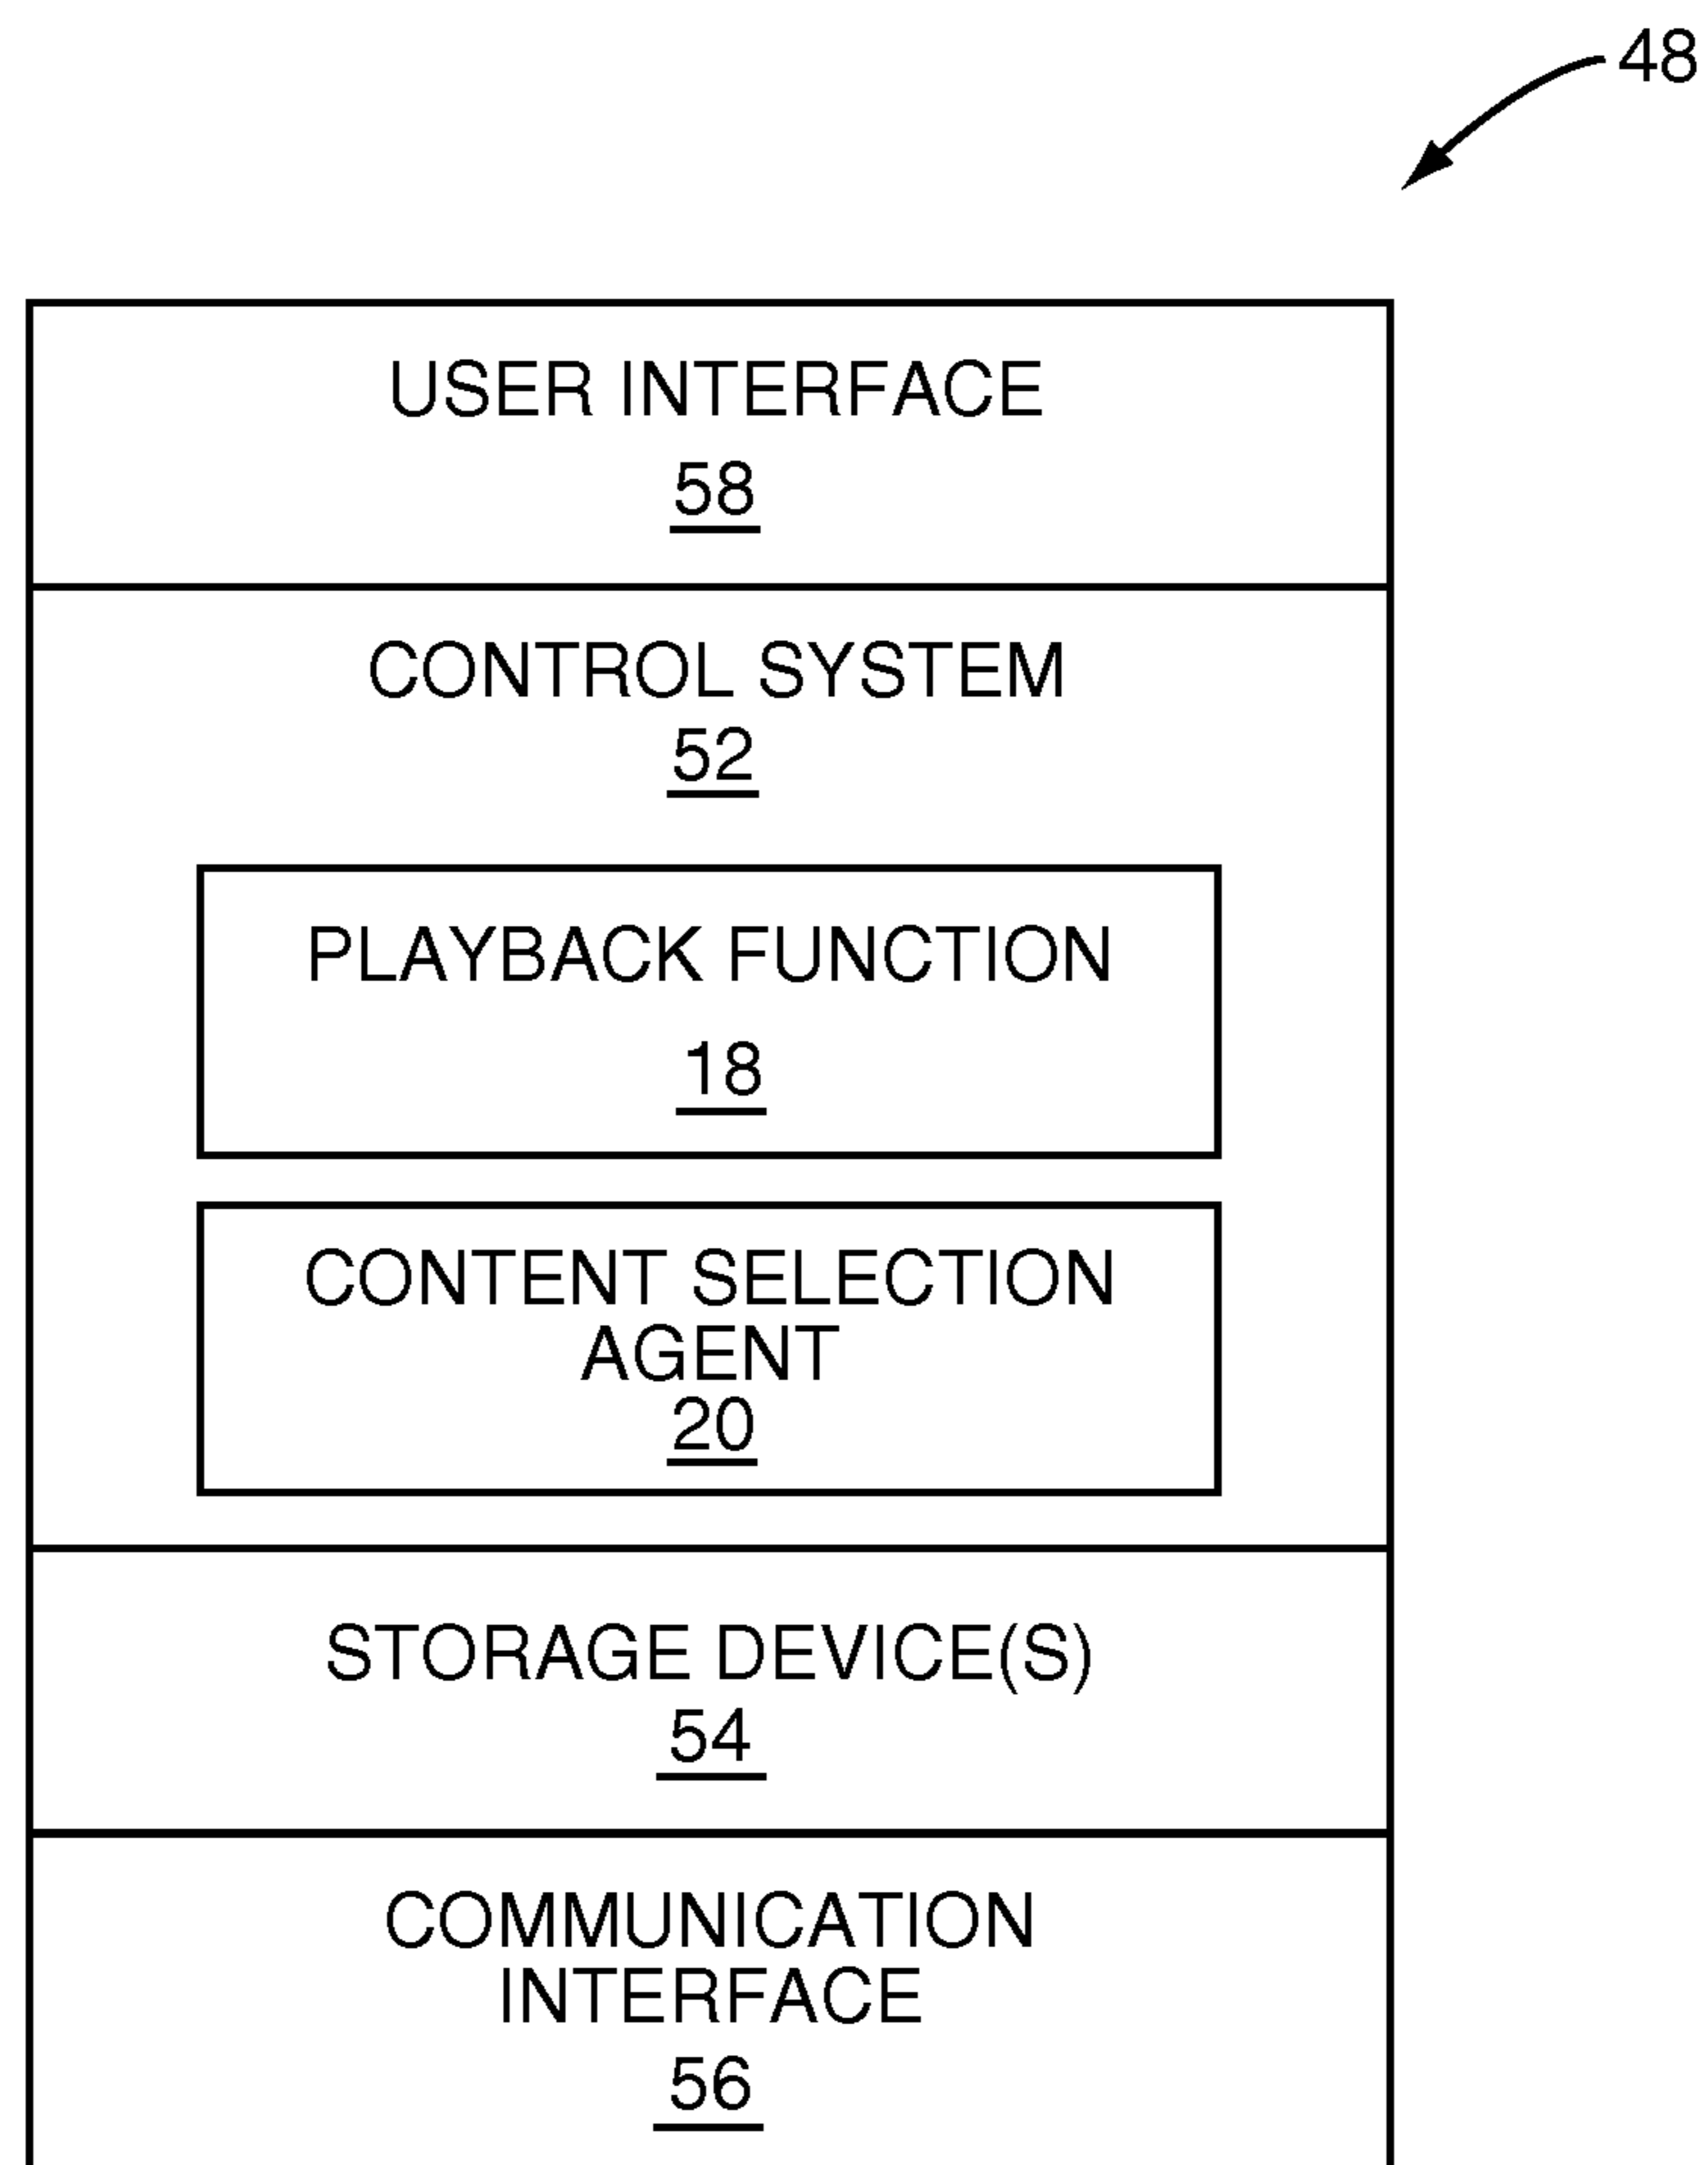 48
USER INTERFACE
58
CONTROL SYSTEM
52
PLAYBACK FUNCTION
18
CONTENT SELECTION
AGENT
20
STORAGE DEVICE(S)
54
COMMUNICATION
INTERFACE
56